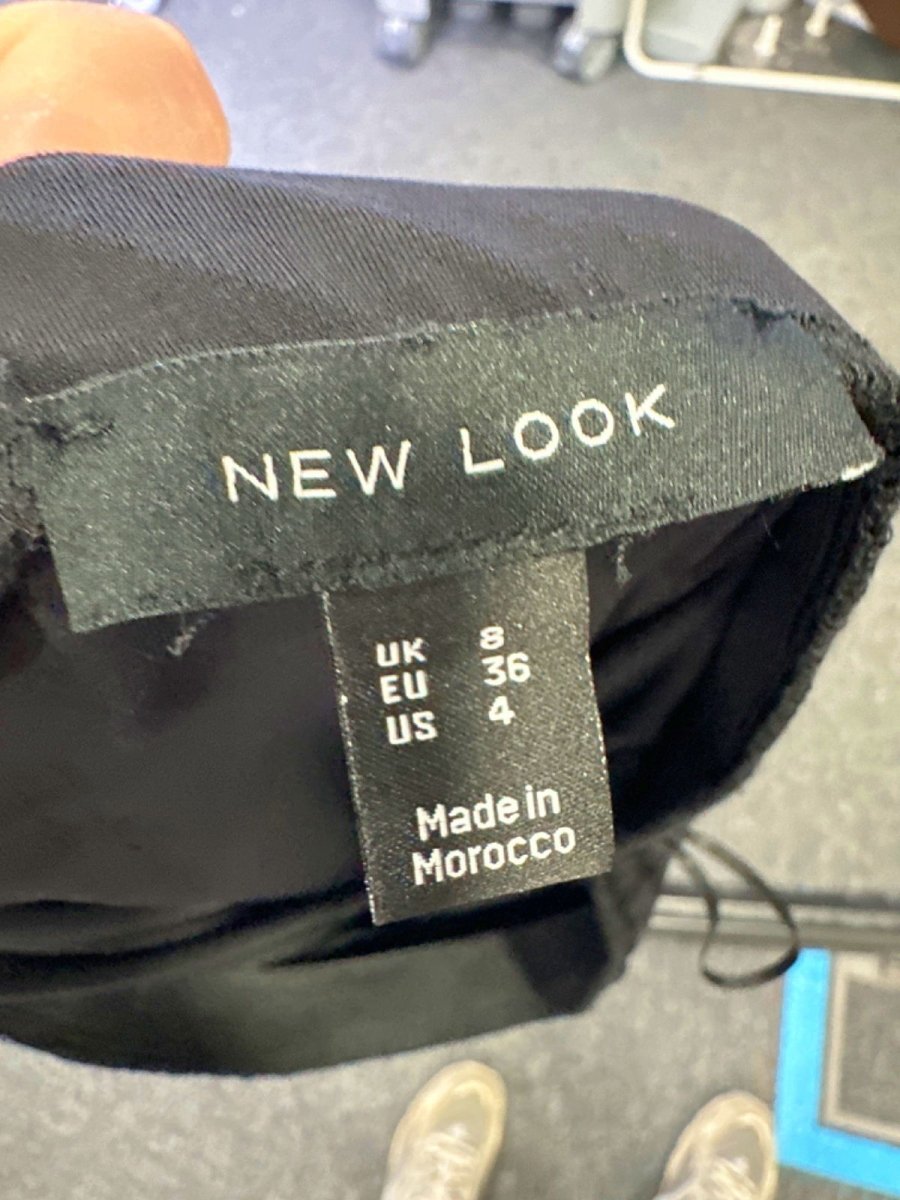 NEW LOOK
UK 8
EU 36
US 4
Made in
Morocco